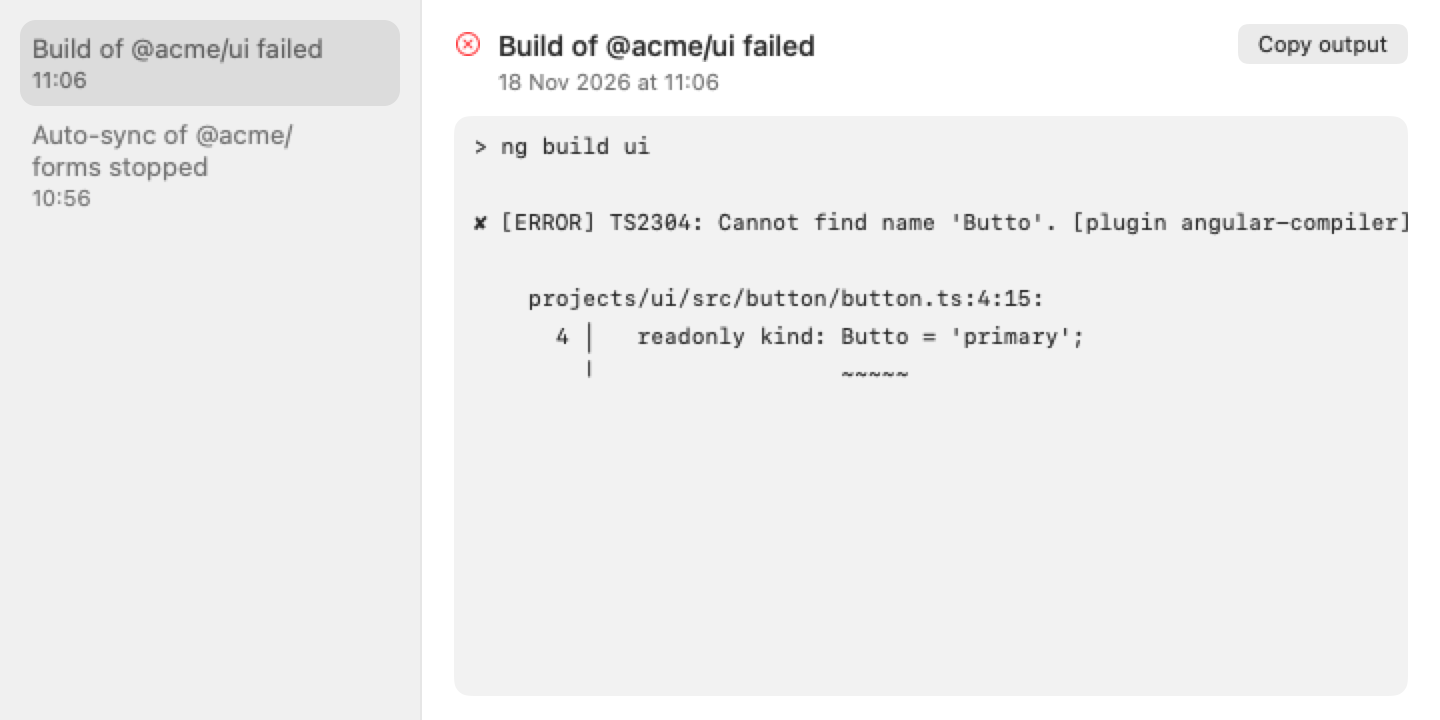 Build of @acme/ui failed
11:06
Auto-sync of @acme/
forms stopped
10:56
Build of @acme/ui failed
Copy output
18 Nov 2026 at 11:06
> ng build ui
✘ [ERROR] TS2304: Cannot find name 'Butto'. [plugin angular-compiler]
projects/ui/src/button/button.ts:4:15:
4 │   readonly kind: Butto = 'primary';
╵                  ~~~~~